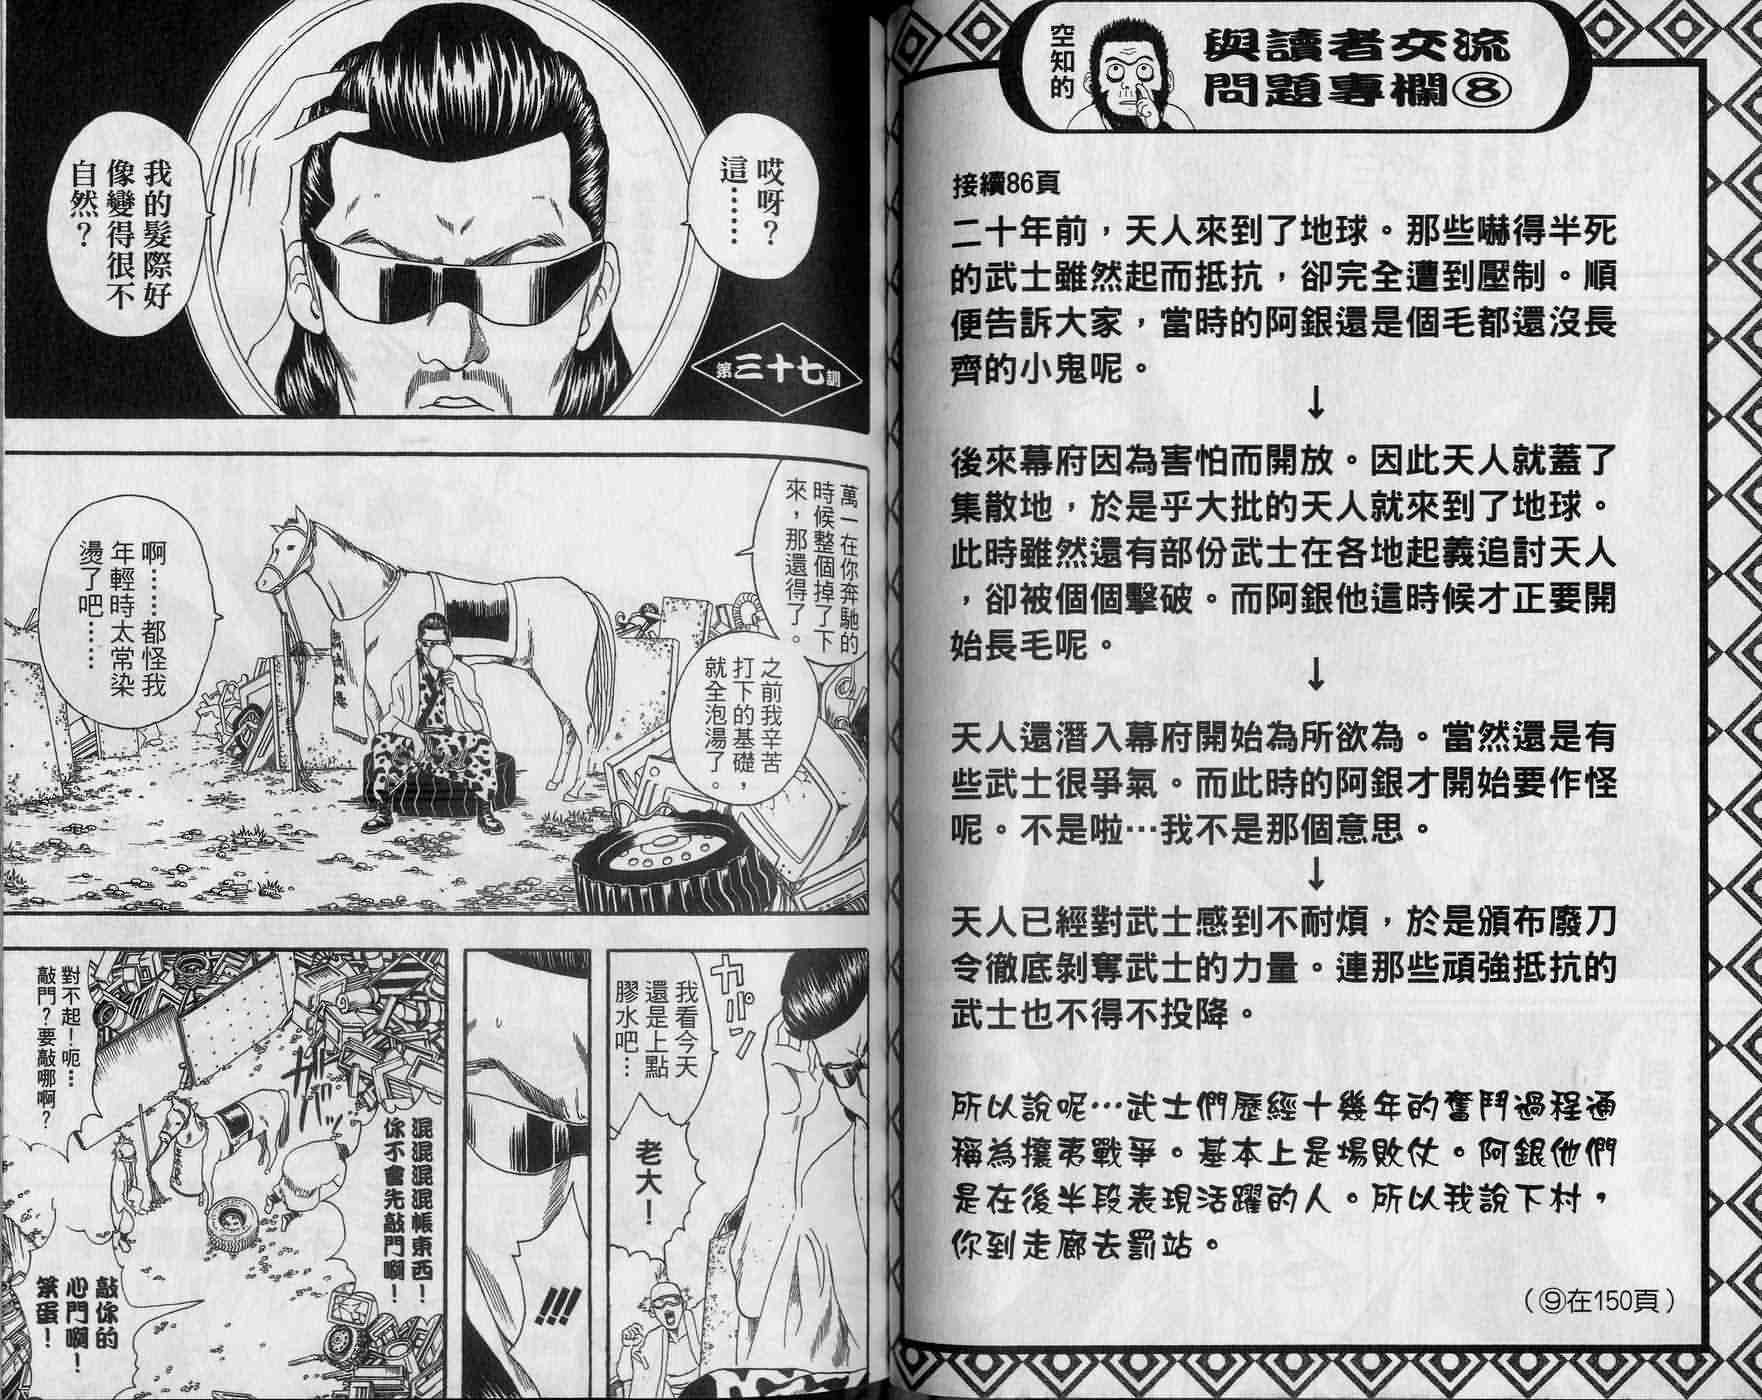 空知的
與讀者交流
問題專欄⑧
接續86頁
二十年前，天人來到了地球。那些嚇得半死
的武士雖然起而抵抗，卻完全遭到壓制。順
便告訴大家，當時的阿銀還是個毛都還沒長
齊的小鬼呢。
↓
後來幕府因為害怕而開放。因此天人就蓋了
集散地，於是乎大批的天人就來到了地球。
此時雖然還有部份武士在各地起義追討天人
，卻被個個擊破。而阿銀他這時候才正要開
始長毛呢。
↓
天人還潛入幕府開始為所欲為。當然還是有
些武士很爭氣。而此時的阿銀才開始要作怪
呢。不是啦…我不是那個意思。
↓
天人已經對武士感到不耐煩，於是頒布廢刀
令徹底剝奪武士的力量。連那些頑強抵抗的
武士也不得不投降。
所以說呢…武士們歷經十幾年的奮鬥過程通
稱為攘夷戰爭。基本上是場敗仗。阿銀他們
是在後半段表現活躍的人。所以我說下村，
你到走廊去罰站。
（⑨在150頁）
哎呀？
這……
我的髮際好
像變得很不
自然？
第三十七訓
萬一在你奔馳的
時候整個掉了下
來，那還得了。
之前我辛苦
打下的基礎，
就全泡湯了。
啊……都怪我
年輕時太常染
燙了吧……
カパン
我看今天
還是上點
膠水吧…
老大！
!!!
混混混混帳東西！
你不會先敲門啊！
對不起！呃…
敲門？要敲哪啊？
敲你的
心門啊！
笨蛋！